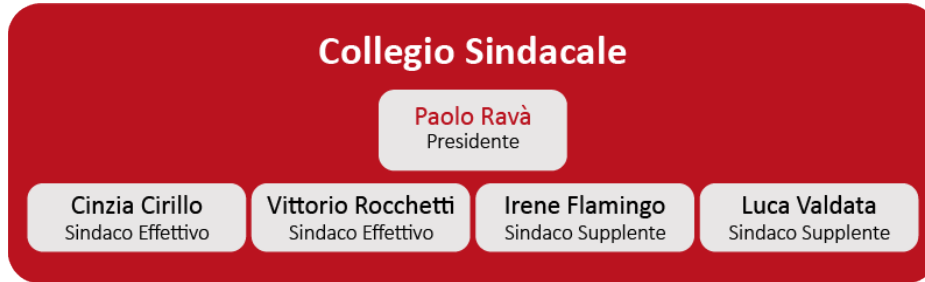 Collegio Sindacale
Paolo Ravà
Presidente
Cinzia Cirillo
Sindaco Effettivo
Vittorio Rocchetti
Sindaco Effettivo
Irene Flamingo
Sindaco Supplente
Luca Valdata
Sindaco Supplente